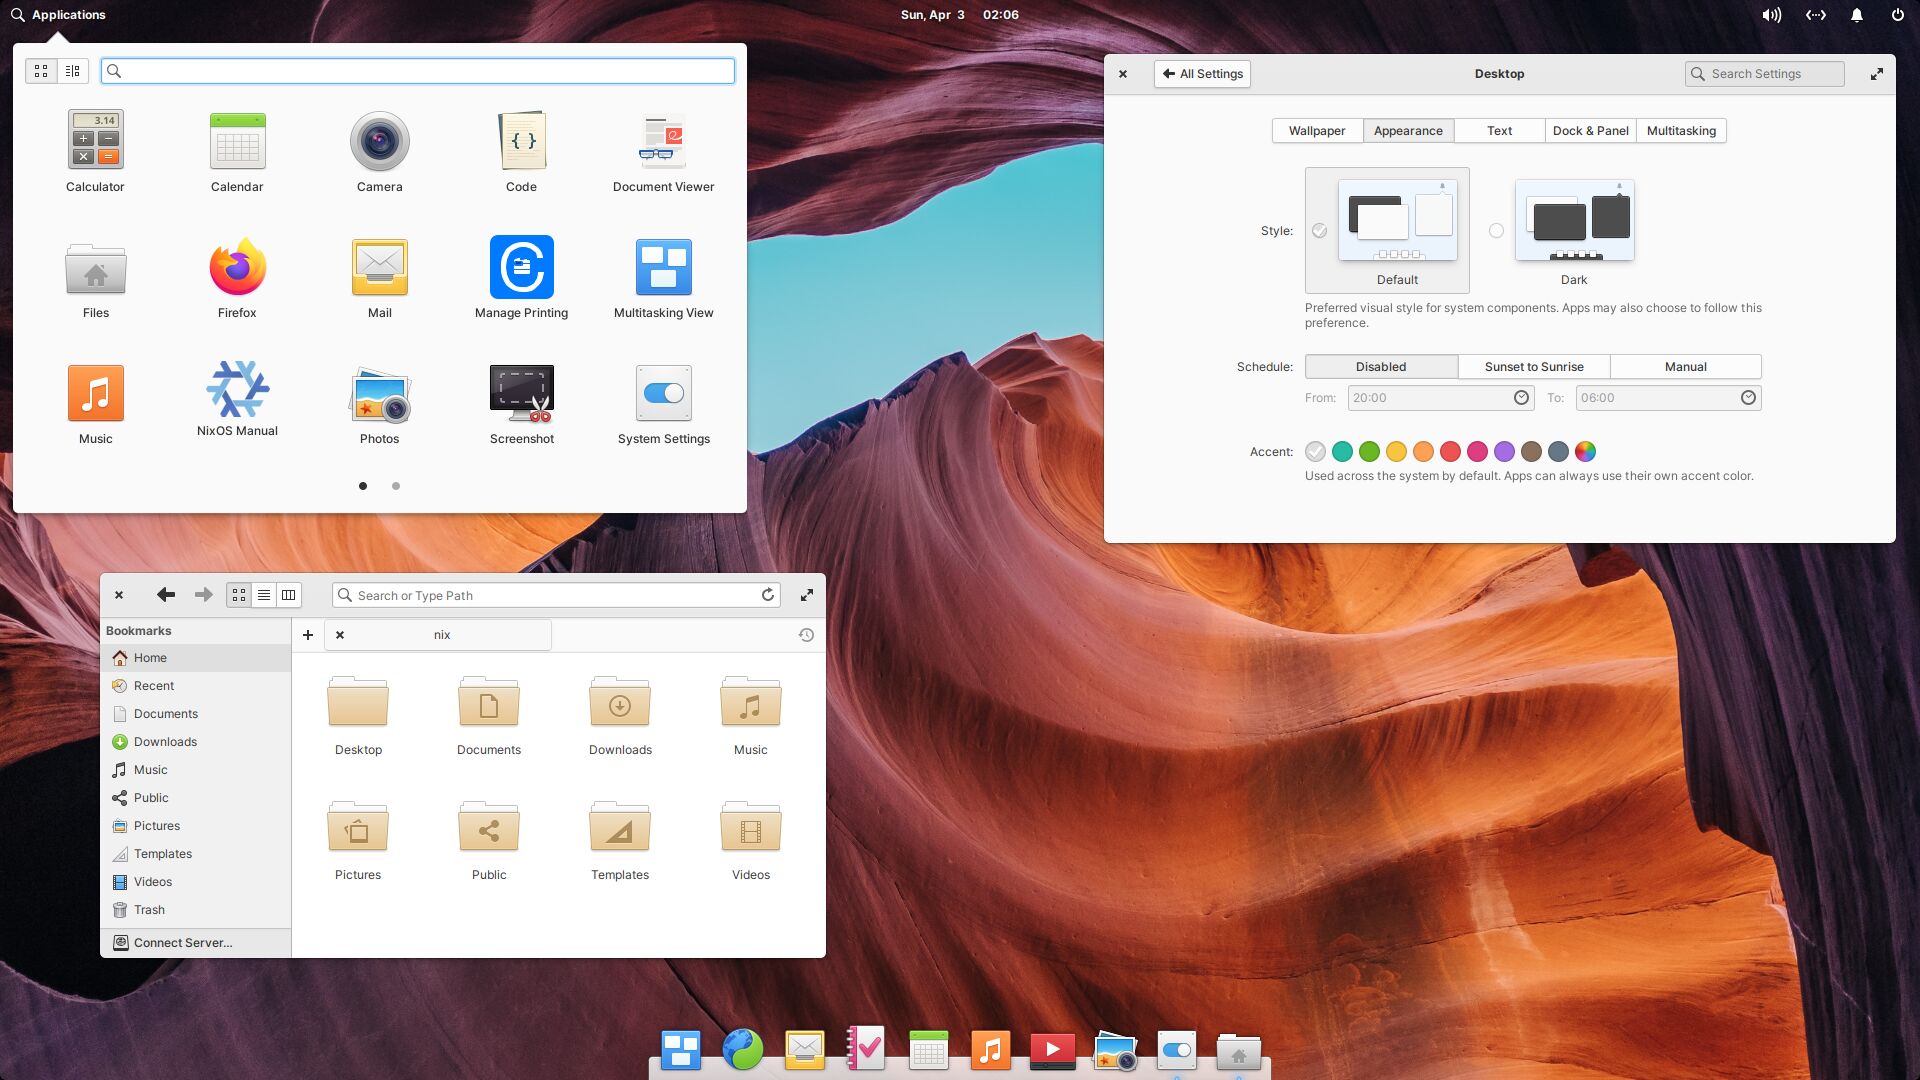 Applications
Sun, Apr 3 02:06
3.14
Calculator
Calendar
Camera
Code
Document Viewer
Files
Firefox
Mail
Manage Printing
Multitasking View
Music
NixOS Manual
Photos
Screenshot
System Settings
All Settings
Desktop
Search Settings
Wallpaper
Appearance
Text
Dock & Panel
Multitasking
Style:
Default
Dark
Preferred visual style for system components. Apps may also choose to follow this
preference.
Schedule:
Disabled
Sunset to Sunrise
Manual
From:
20:00
To:
06:00
Accent:
Used across the system by default. Apps can always use their own accent color.
Search or Type Path
Bookmarks
Home
Recent
Documents
Downloads
Music
Public
Pictures
Templates
Videos
Trash
Connect Server...
nix
Desktop
Documents
Downloads
Music
Pictures
Public
Templates
Videos